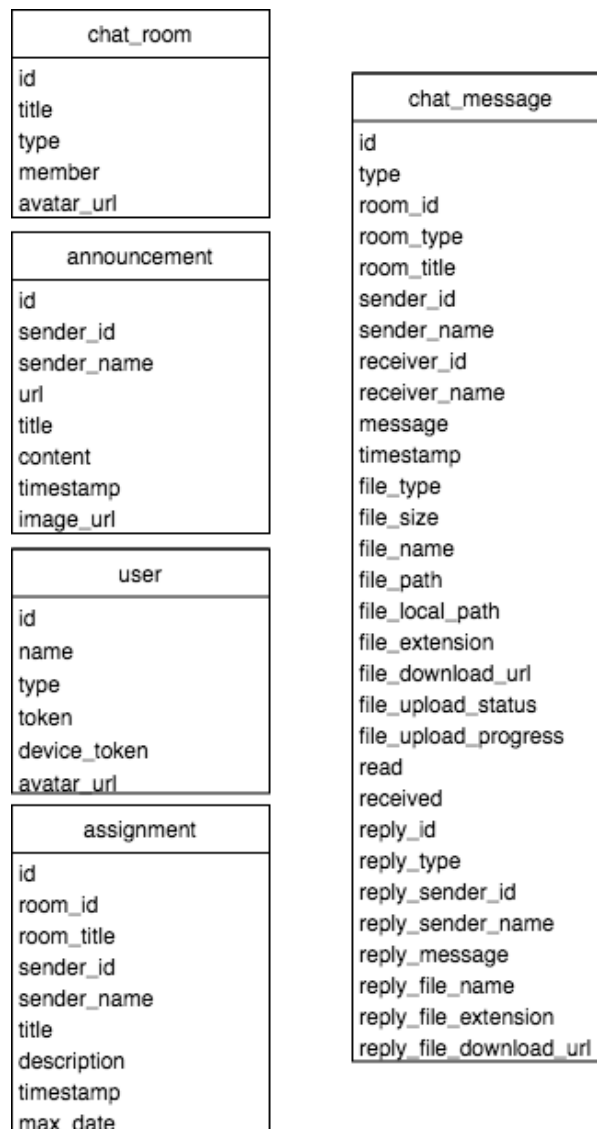 chat_room
id
title
type
member
avatar_url
announcement
id
sender_id
sender_name
url
title
content
timestamp
image_url
user
id
name
type
token
device_token
avatar_url
assignment
id
room_id
room_title
sender_id
sender_name
title
description
timestamp
max_date
chat_message
id
type
room_id
room_type
room_title
sender_id
sender_name
receiver_id
receiver_name
message
timestamp
file_type
file_size
file_name
file_path
file_local_path
file_extension
file_download_url
file_upload_status
file_upload_progress
read
received
reply_id
reply_type
reply_sender_id
reply_sender_name
reply_message
reply_file_name
reply_file_extension
reply_file_download_url